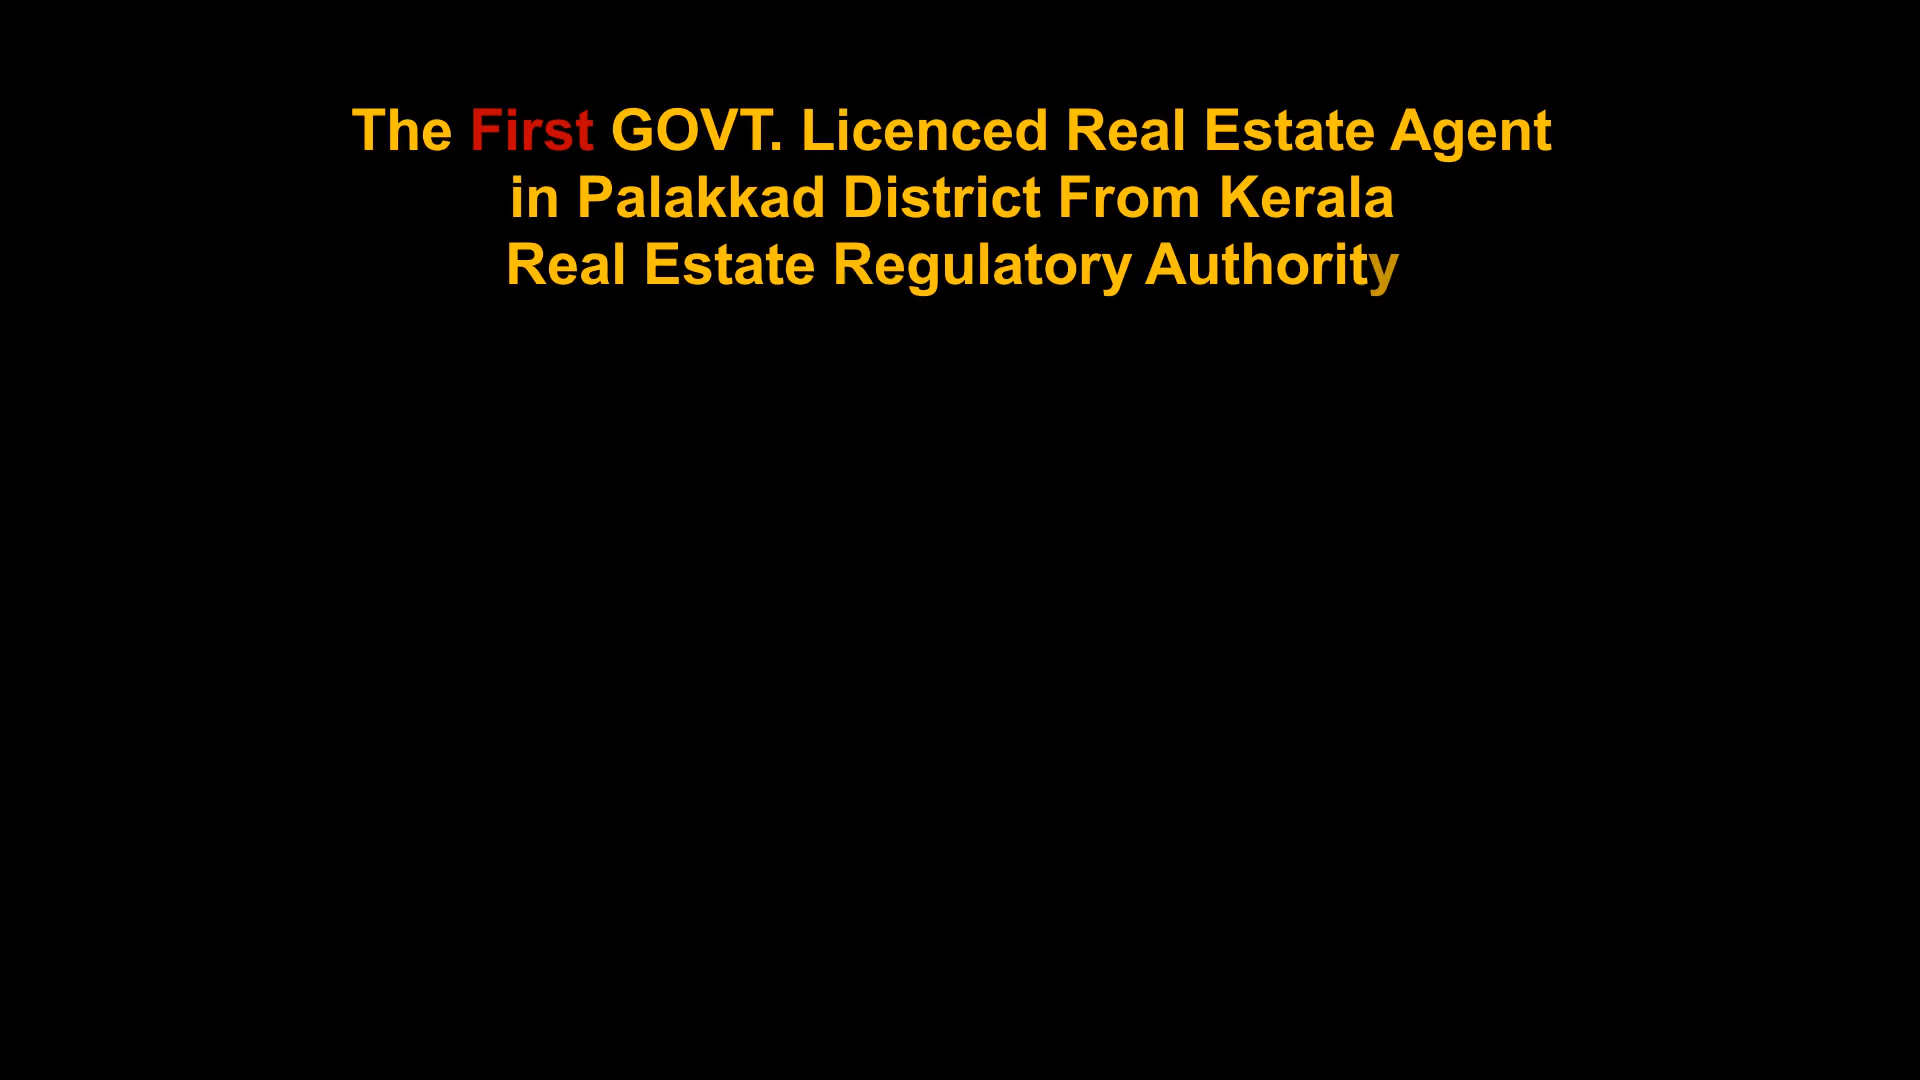 The First GOVT. Licenced Real Estate Agent
in Palakkad District From Kerala
Real Estate Regulatory Authority